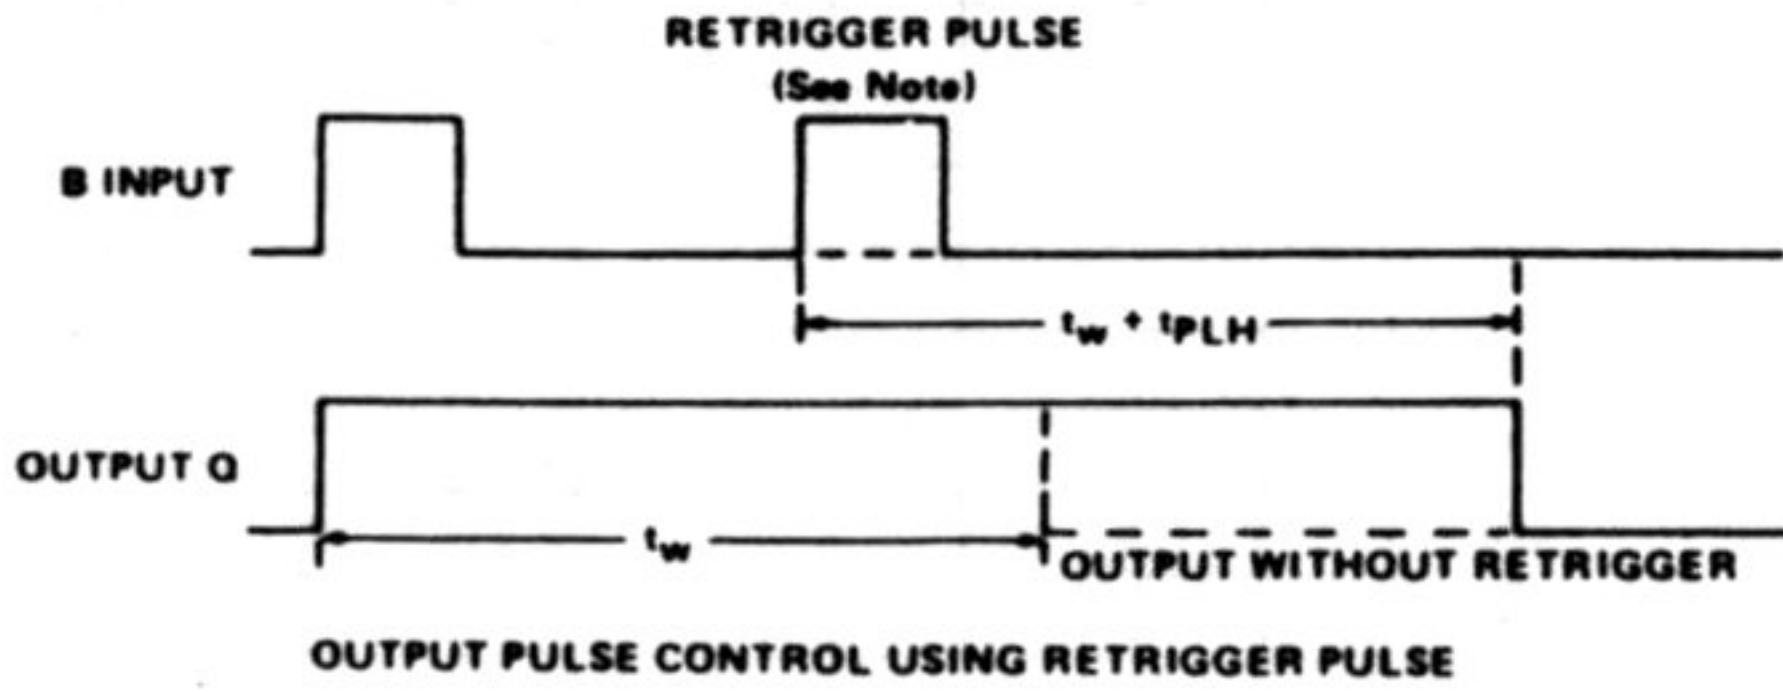 RETRIGGER PULSE
(See Note)
B INPUT
tw + tPLH
OUTPUT Q
tw
OUTPUT WITHOUT RETRIGGER
OUTPUT PULSE CONTROL USING RETRIGGER PULSE